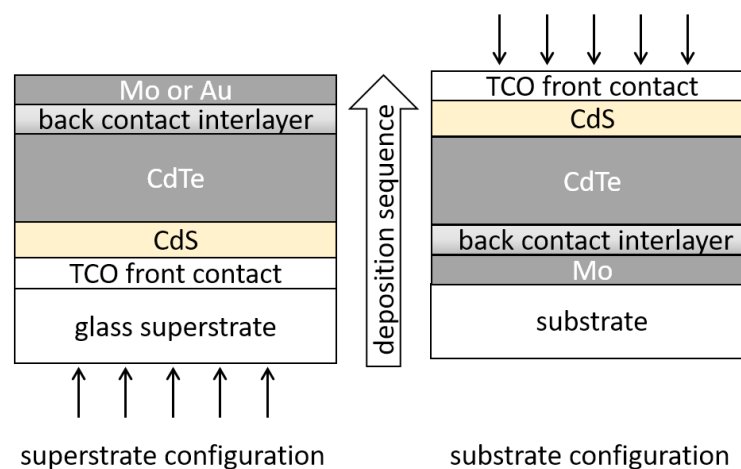 Mo or Au
back contact interlayer
CdTe
CdS
TCO front contact
glass superstrate
superstrate configuration
deposition sequence
TCO front contact
CdS
CdTe
back contact interlayer
Mo
substrate
substrate configuration